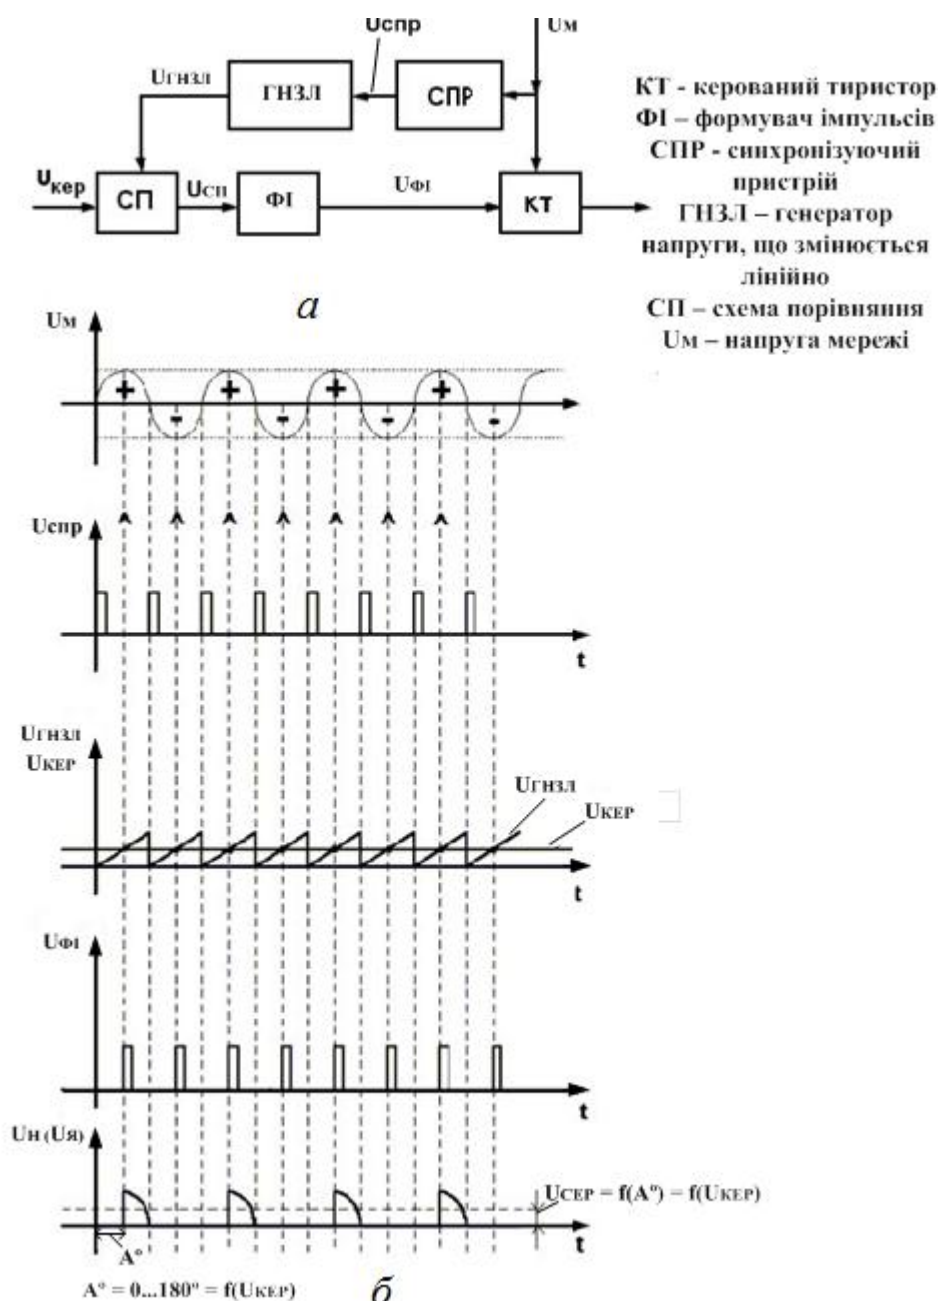 Uспр
Uм
Uгнзл
ГНЗЛ
СПР
Uкер
СП
Uсп
ФІ
Uфі
КТ
КТ - керований тиристор
ФІ – формувач імпульсів
СПР - синхронізуючий
пристрій
ГНЗЛ – генератор
напруги, що змінюється
лінійно
СП – схема порівняння
Uм – напруга мережі
а
Uм
+ + + +
- - - -
Uспр
t
Uгнзл
Uкер
Uгнзл
Uкер
t
Uфі
t
Uн (Uя)
Uсер = f(A°) = f(Uкер)
t
A°
A° = 0...180° = f(Uкер)
б